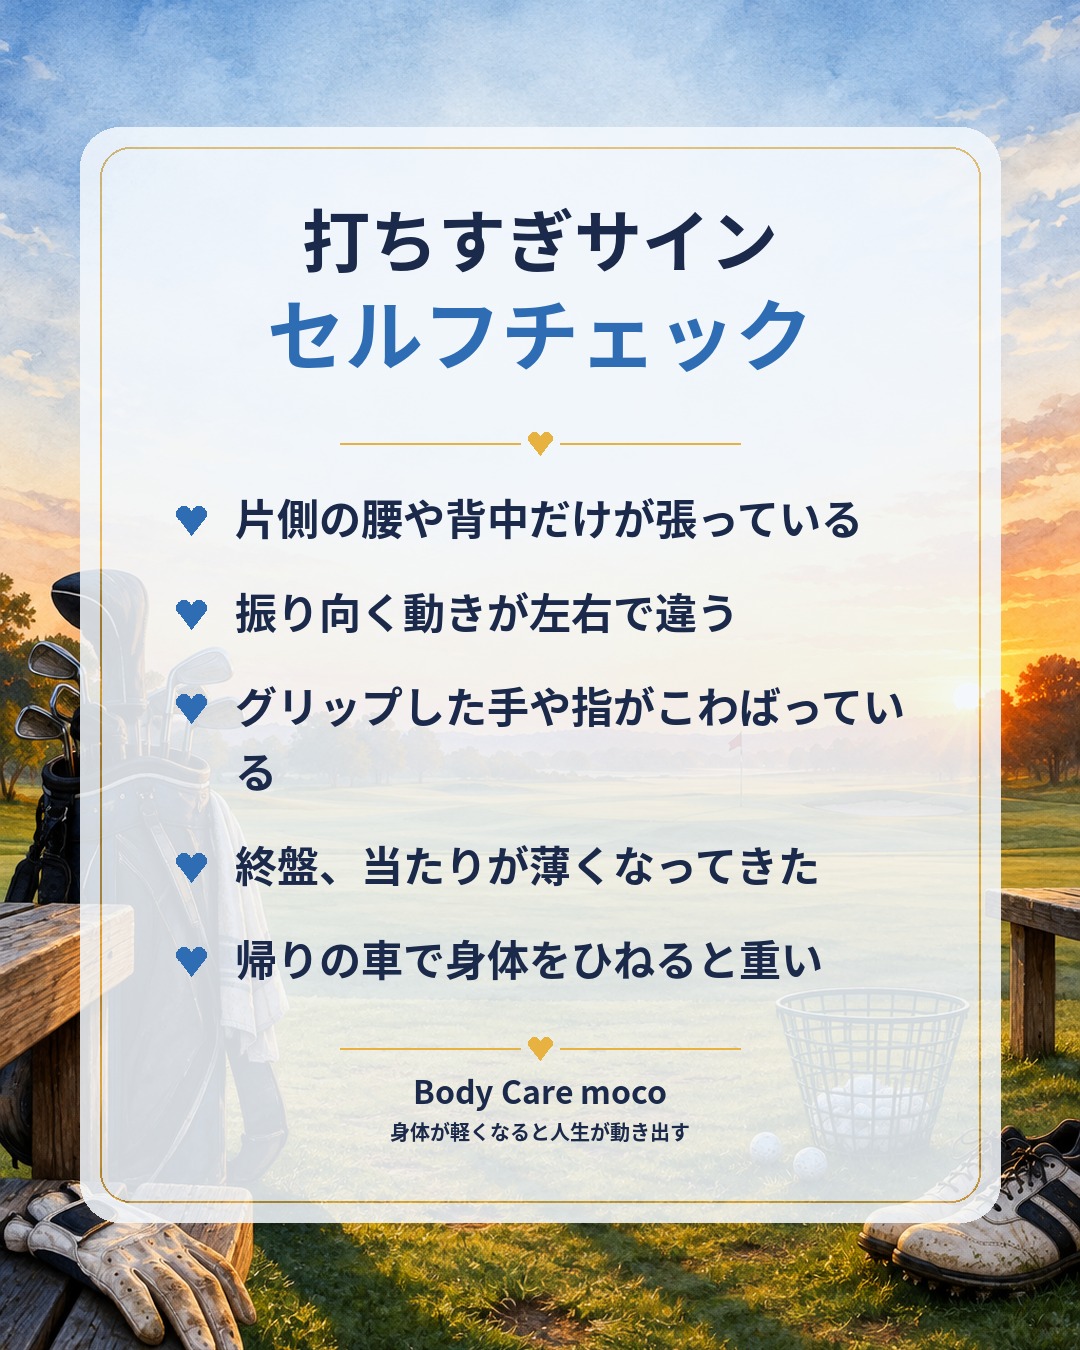 打ちすぎサイン
セルフチェック
片側の腰や背中だけが張っている
振り向く動きが左右で違う
グリップした手や指がこわばってい
る
終盤、当たりが薄くなってきた
帰りの車で身体をひねると重い
Body Care moco
身体が軽くなると人生が動き出す